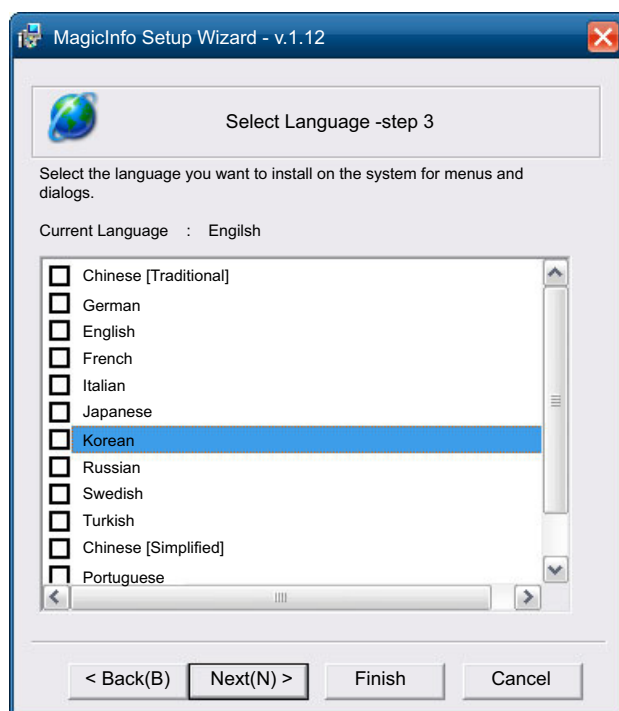 MagicInfo Setup Wizard - v.1.12
Select Language -step 3
Select the language you want to install on the system for menus and
dialogs.
Current Language : Engilsh
Chinese [Traditional]
German
English
French
Italian
Japanese
Korean
Russian
Swedish
Turkish
Chinese [Simplified]
Portuguese
< Back(B) Next(N) > Finish Cancel